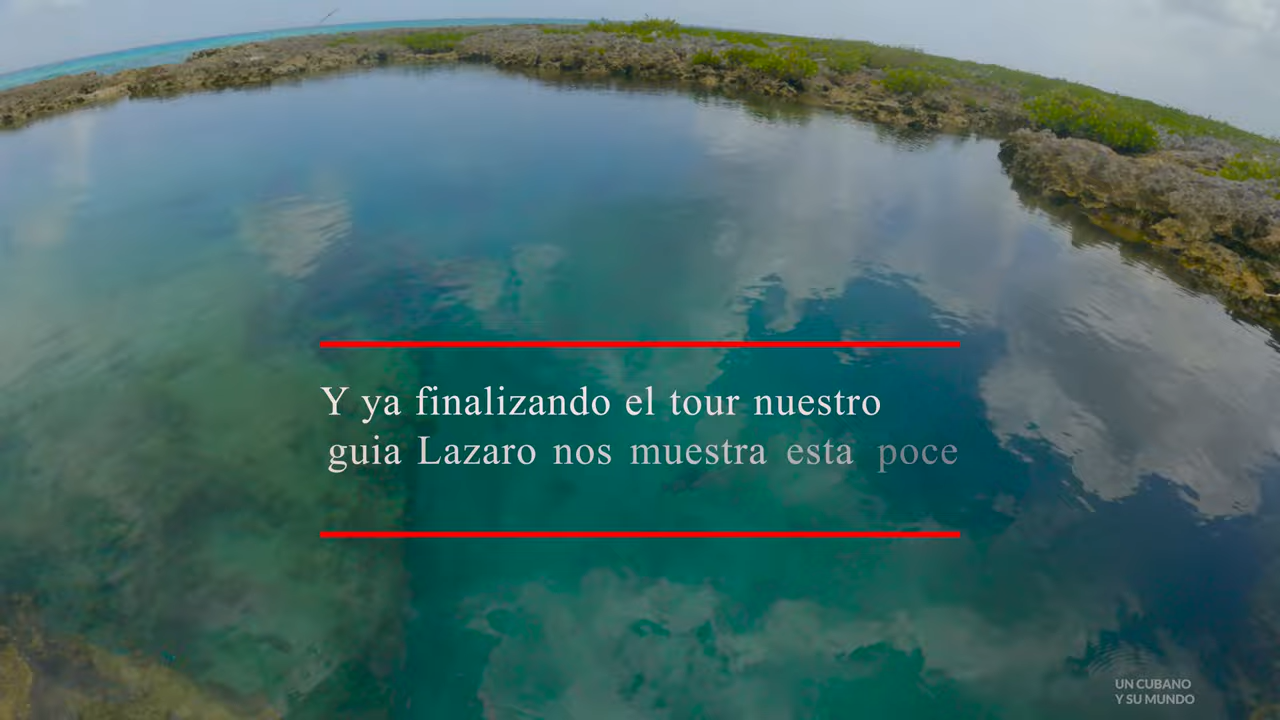 Y ya finalizando el tour nuestro
guia Lazaro nos muestra esta poce
UN CUBANO
Y SU MUNDO